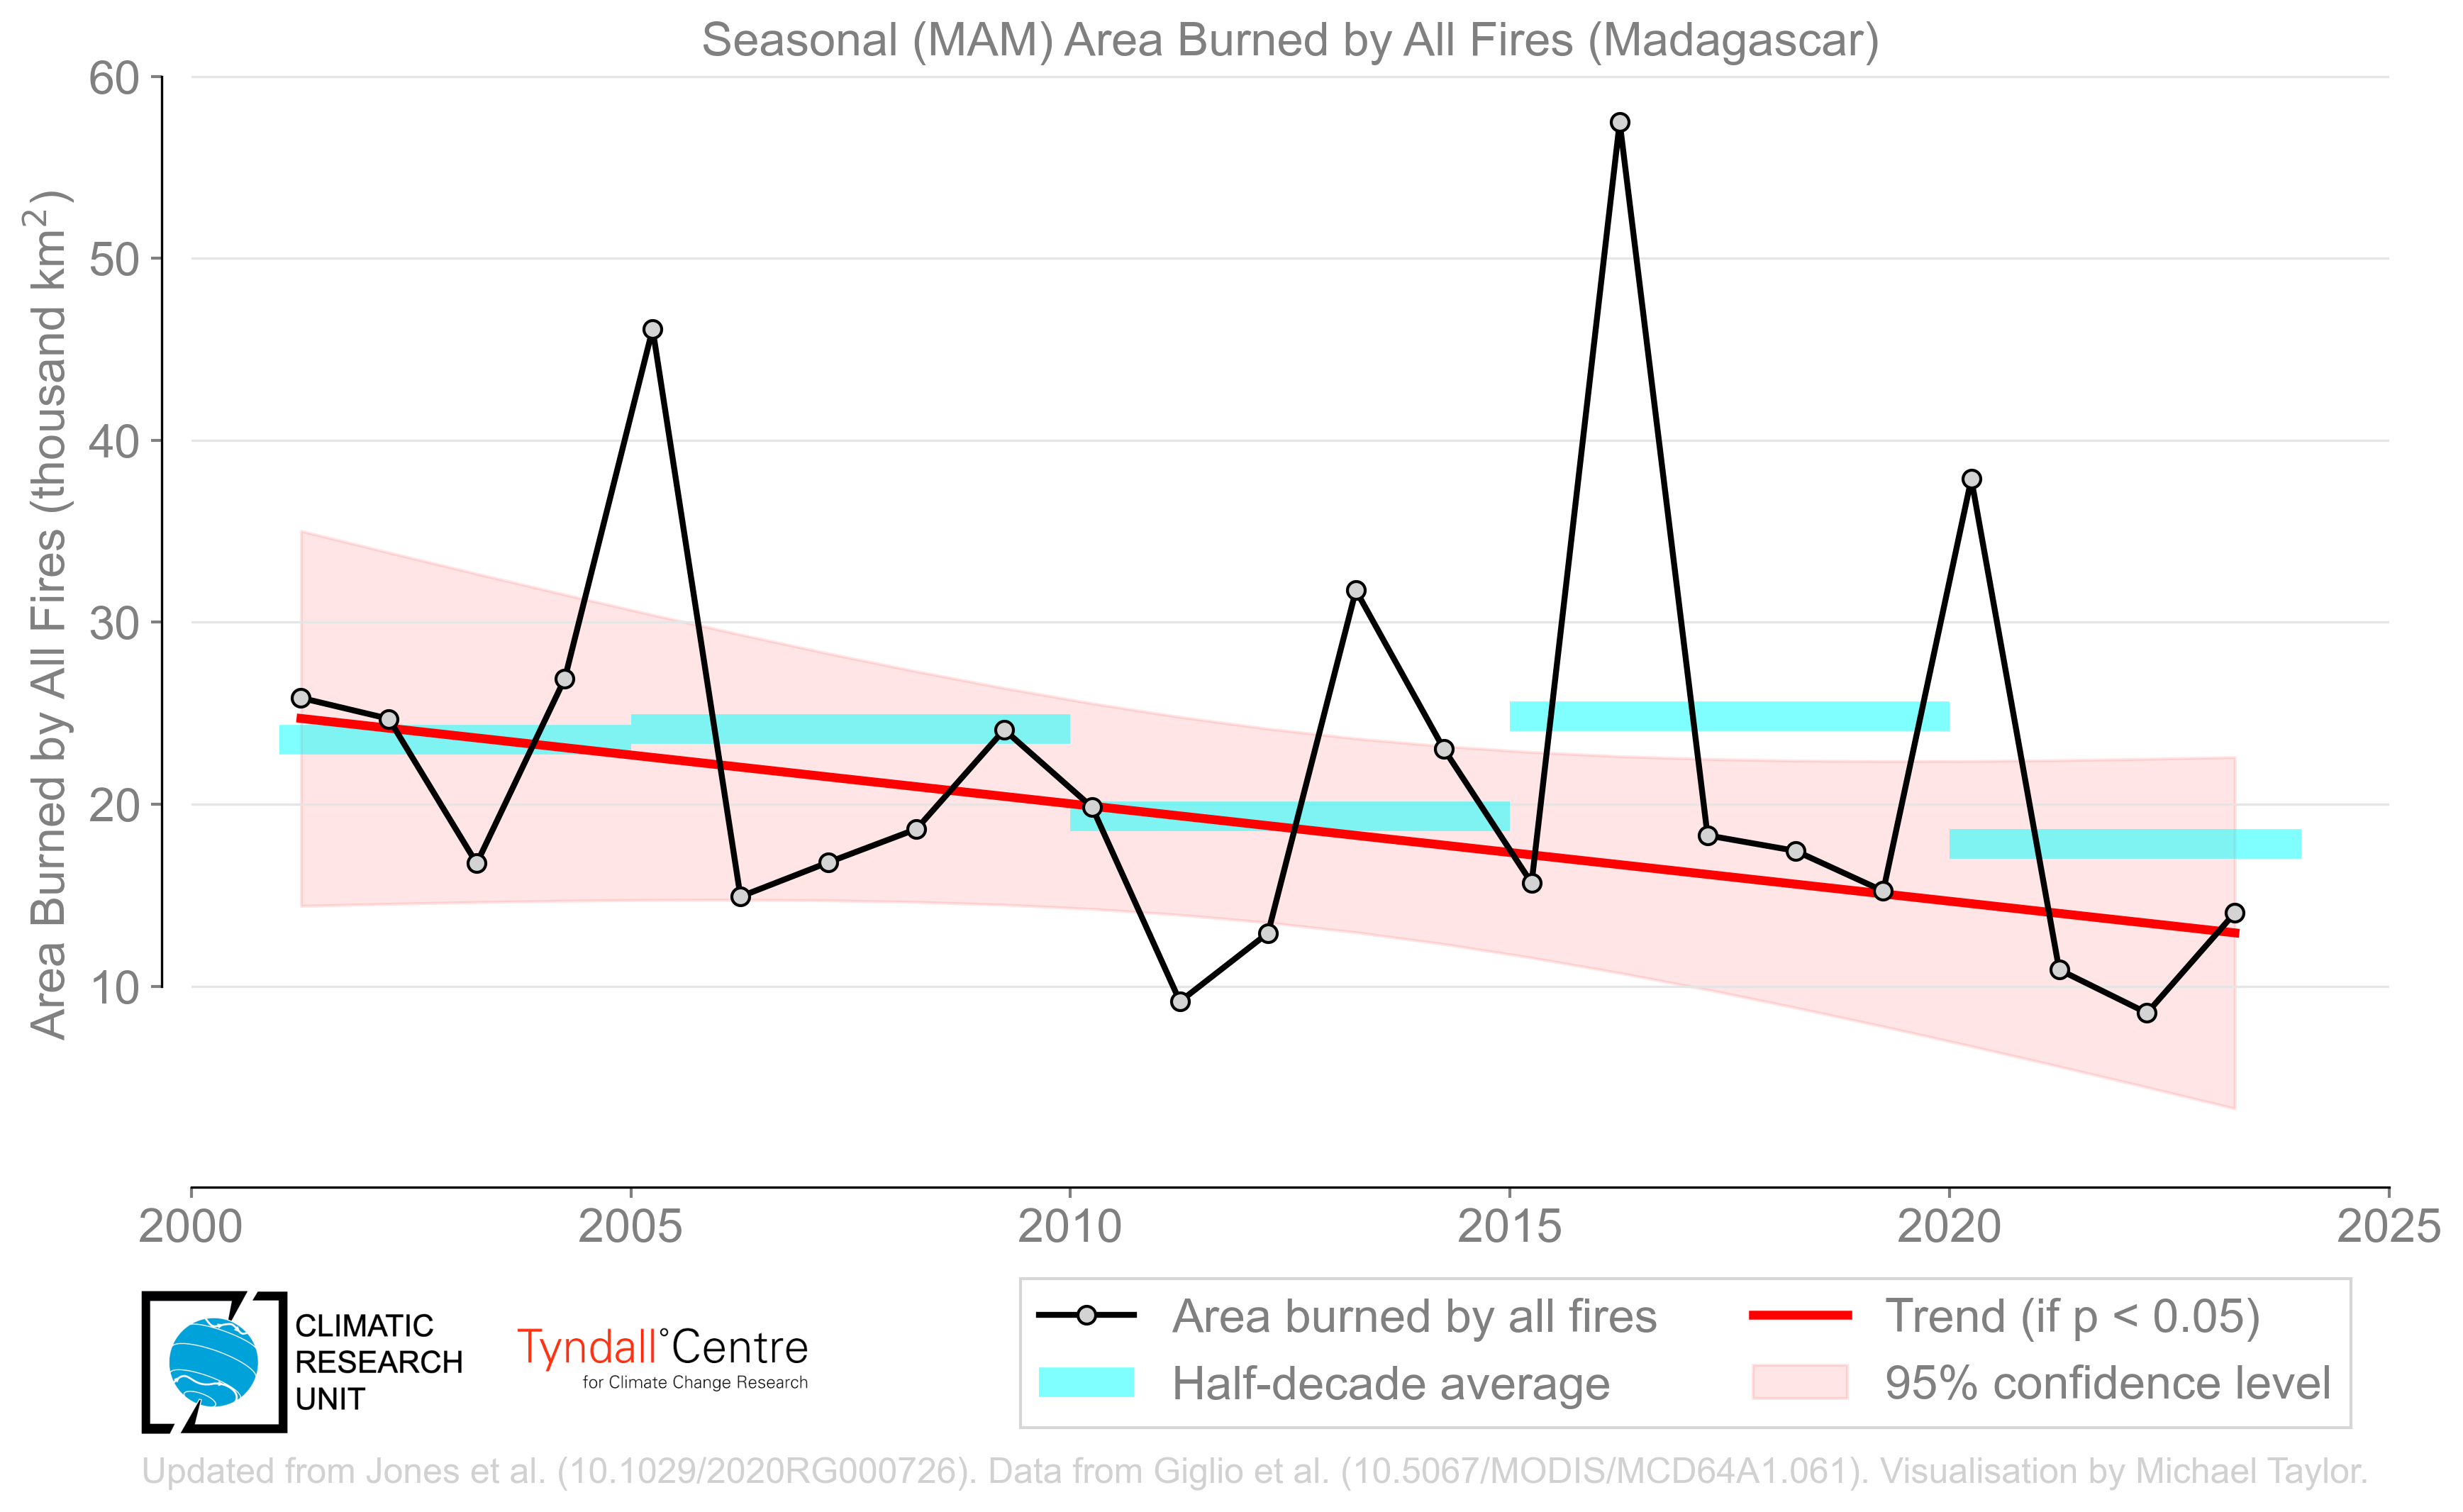 Seasonal (MAM) Area Burned by All Fires (Madagascar)
Area Burned by All Fires (thousand km²)
60
50
40
30
20
10
2000 2005 2010 2015 2020 2025
CLIMATIC
RESEARCH
UNIT
Tyndall°Centre
for Climate Change Research
Area burned by all fires
Trend (if p < 0.05)
Half-decade average
95% confidence level
Updated from Jones et al. (10.1029/2020RG000726). Data from Giglio et al. (10.5067/MODIS/MCD64A1.061). Visualisation by Michael Taylor.